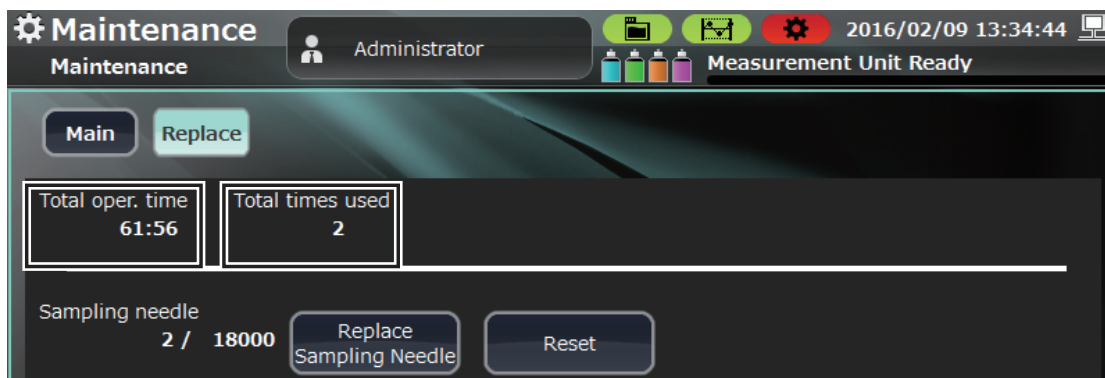 Maintenance
Maintenance
Administrator
2016/02/09 13:34:44
Measurement Unit Ready
Main
Replace
Total oper. time
61:56
Total times used
2
Sampling needle
2 / 18000
Replace
Sampling Needle
Reset